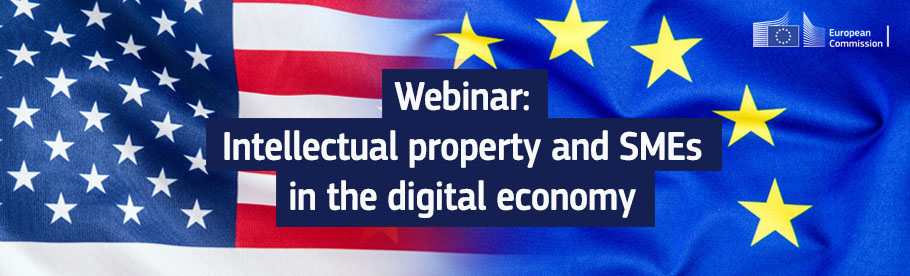 European
Commission
Webinar:
Intellectual property and SMEs
in the digital economy